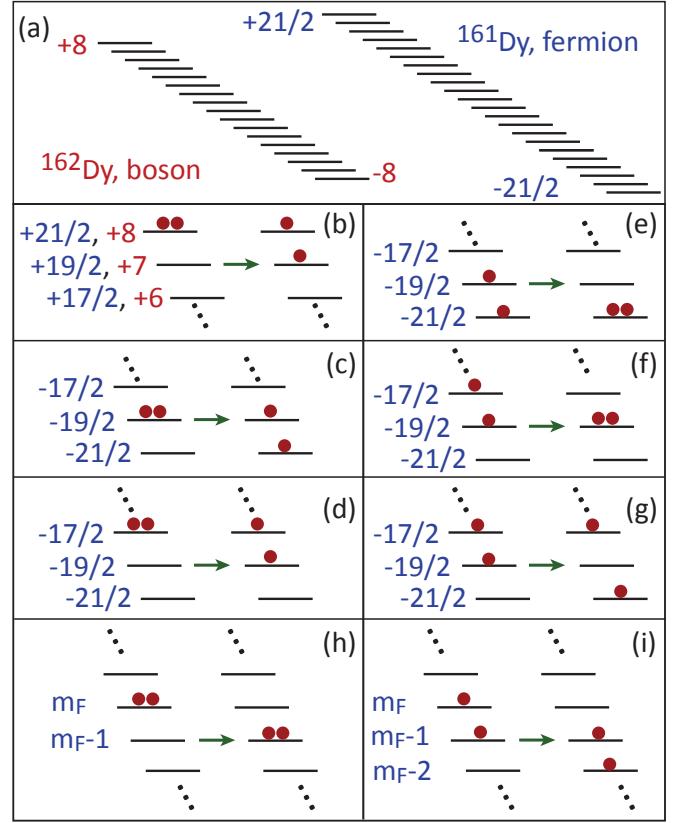 (a)
+8
+21/2
161Dy, fermion
162Dy, boson
-8
-21/2
(b)
+21/2, +8
+19/2, +7
+17/2, +6
(e)
-17/2
-19/2
-21/2
(c)
-17/2
-19/2
-21/2
(f)
-17/2
-19/2
-21/2
(d)
-17/2
-19/2
-21/2
(g)
-17/2
-19/2
-21/2
(h)
mF
mF-1
(i)
mF
mF-1
mF-2